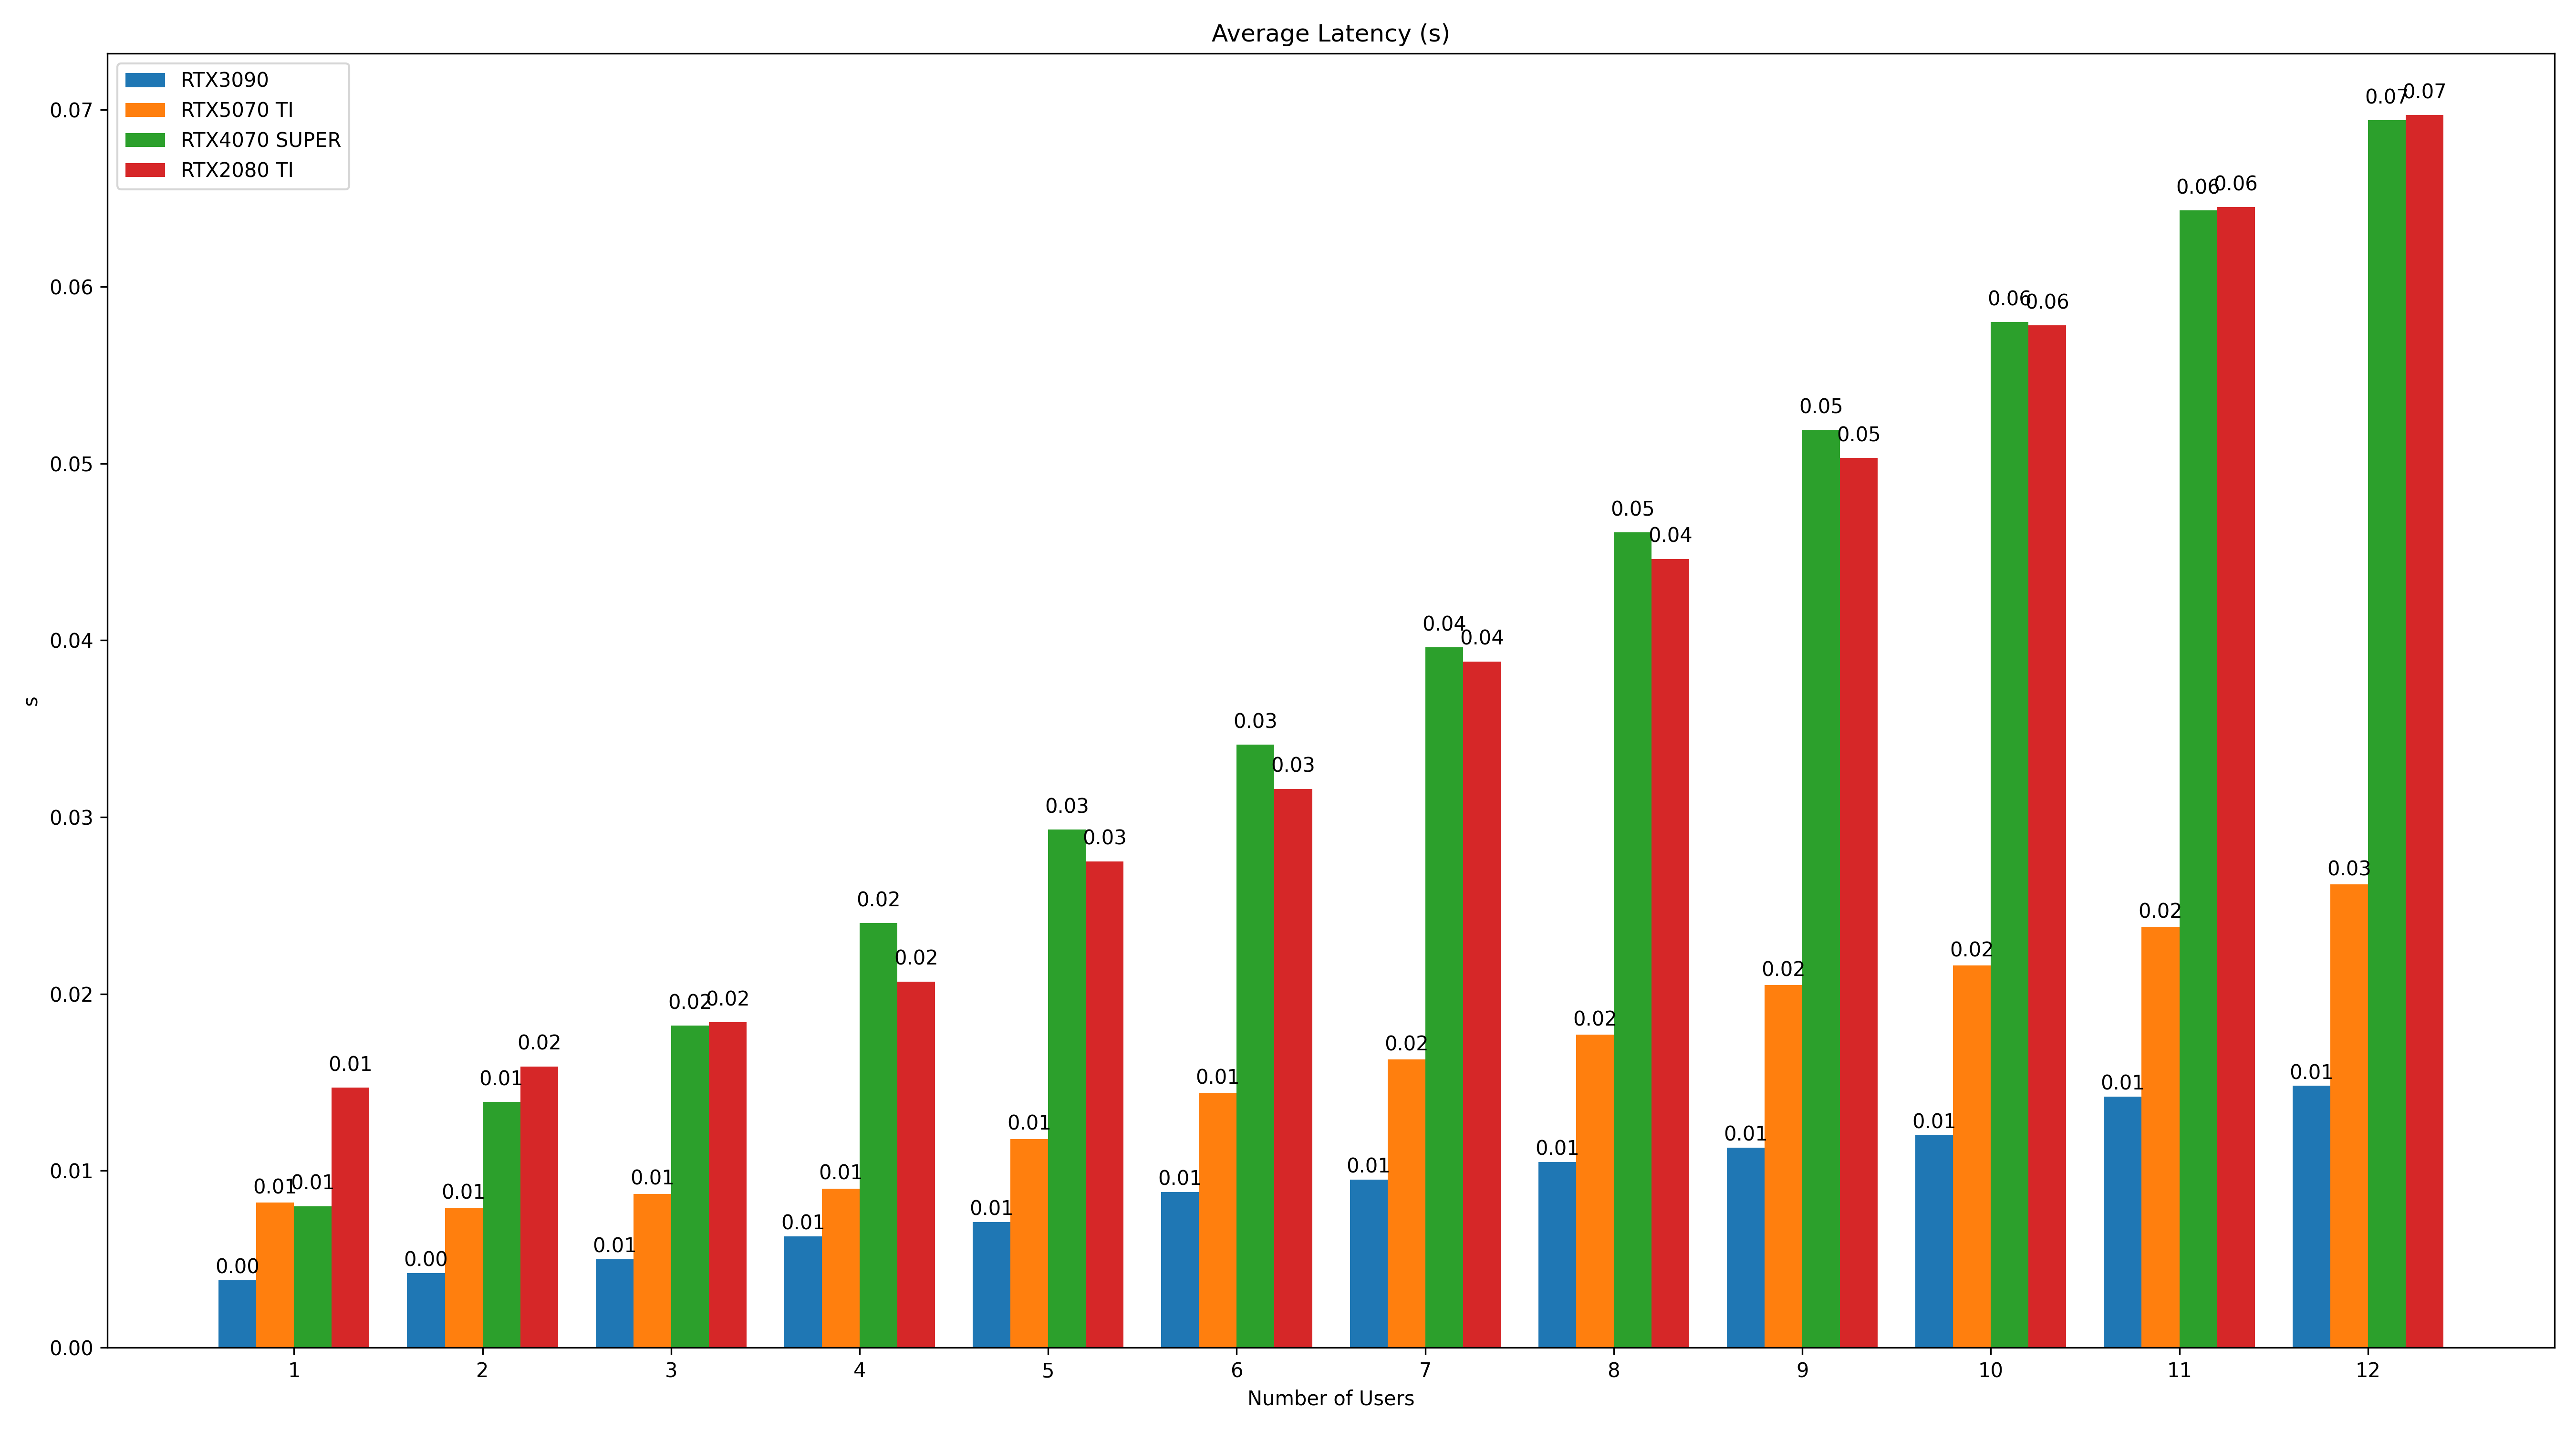 Average Latency (s)
RTX3090
RTX5070 TI
RTX4070 SUPER
RTX2080 TI
0.07
0.06
0.05
0.04
0.03
0.02
0.01
0.00
s
0.00 0.01 0.01 0.01
0.00 0.01 0.01 0.02
0.01 0.01 0.02 0.02
0.01 0.01 0.02 0.02
0.01 0.01 0.03 0.03
0.01 0.01 0.03 0.03
0.01 0.02 0.04 0.04
0.01 0.02 0.05 0.04
0.01 0.02 0.05 0.05
0.01 0.02 0.06 0.06
0.01 0.02 0.06 0.06
0.01 0.03 0.07 0.07
1 2 3 4 5 6 7 8 9 10 11 12
Number of Users